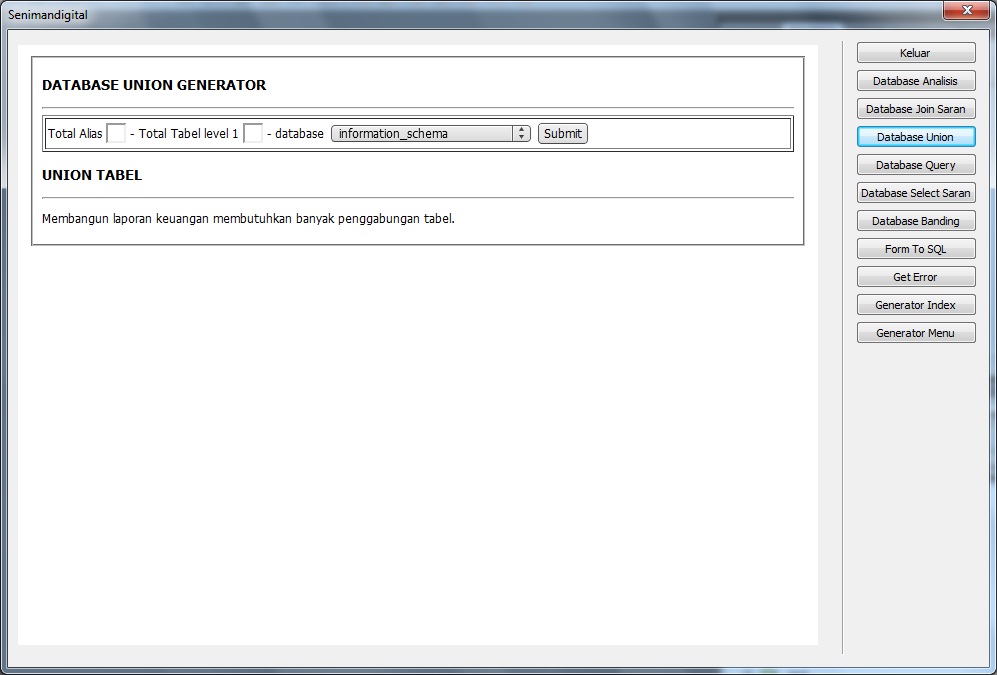 Senimandigital
DATABASE UNION GENERATOR
Total Alias - Total Tabel level 1 - database information_schema Submit
UNION TABEL
Membangun laporan keuangan membutuhkan banyak penggabungan tabel.
Keluar
Database Analisis
Database Join Saran
Database Union
Database Query
Database Select Saran
Database Banding
Form To SQL
Get Error
Generator Index
Generator Menu